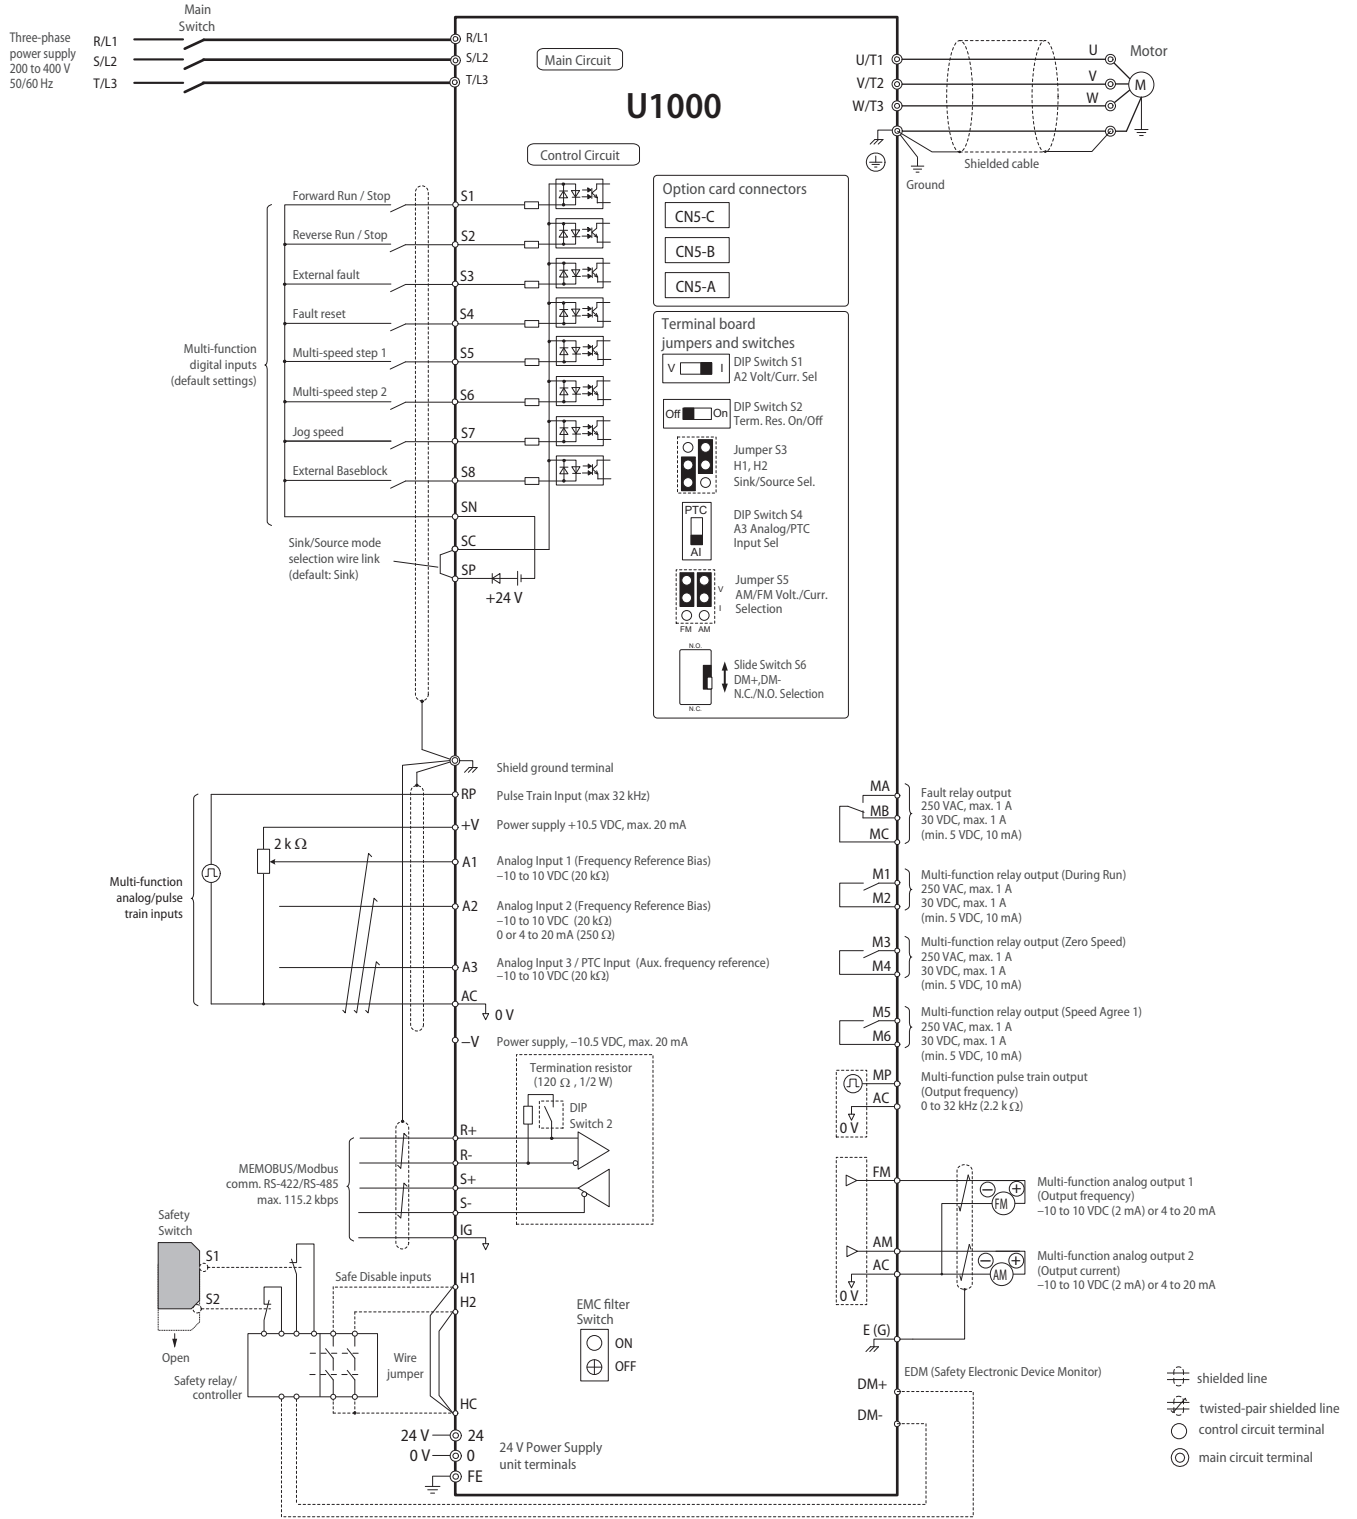 Main
Switch
Three-phase
power supply
200 to 400 V
50/60 Hz
R/L1
S/L2
T/L3
R/L1
S/L2
T/L3
Main Circuit
U1000
U/T1
V/T2
W/T3
U
V
W
Motor
M
Shielded cable
Ground
Control Circuit
Multi-function
digital inputs
(default settings)
Forward Run / Stop
S1
Reverse Run / Stop
S2
External fault
S3
Fault reset
S4
Multi-speed step 1
S5
Multi-speed step 2
S6
Jog speed
S7
External Baseblock
S8
SN
SC
SP
+24 V
Sink/Source mode
selection wire link
(default: Sink)
Option card connectors
CN5-C
CN5-B
CN5-A
Terminal board
jumpers and switches
V
I
DIP Switch S1
A2 Volt/Curr. Sel
Off
On
DIP Switch S2
Term. Res. On/Off
Jumper S3
H1, H2
Sink/Source Sel.
PTC
AI
DIP Switch S4
A3 Analog/PTC
Input Sel
V
I
FM AM
Jumper S5
AM/FM Volt./Curr.
Selection
N.O.
N.C.
Slide Switch S6
DM+,DM-
N.C./N.O. Selection
Shield ground terminal
Multi-function
analog/pulse
train inputs
2 k Ω
RP
Pulse Train Input (max 32 kHz)
+V
Power supply +10.5 VDC, max. 20 mA
A1
Analog Input 1 (Frequency Reference Bias)
−10 to 10 VDC (20 kΩ)
A2
Analog Input 2 (Frequency Reference Bias)
−10 to 10 VDC (20 kΩ)
0 or 4 to 20 mA (250 Ω)
A3
Analog Input 3 / PTC Input (Aux. frequency reference)
−10 to 10 VDC (20 kΩ)
AC
0 V
−V
Power supply, −10.5 VDC, max. 20 mA
Termination resistor
(120 Ω , 1/2 W)
DIP
Switch 2
MEMOBUS/Modbus
comm. RS-422/RS-485
max. 115.2 kbps
R+
R-
S+
S-
IG
MA
MB
MC
Fault relay output
250 VAC, max. 1 A
30 VDC, max. 1 A
(min. 5 VDC, 10 mA)
M1
M2
Multi-function relay output (During Run)
250 VAC, max. 1 A
30 VDC, max. 1 A
(min. 5 VDC, 10 mA)
M3
M4
Multi-function relay output (Zero Speed)
250 VAC, max. 1 A
30 VDC, max. 1 A
(min. 5 VDC, 10 mA)
M5
M6
Multi-function relay output (Speed Agree 1)
250 VAC, max. 1 A
30 VDC, max. 1 A
(min. 5 VDC, 10 mA)
MP
AC
0 V
Multi-function pulse train output
(Output frequency)
0 to 32 kHz (2.2 k Ω)
FM
FM
Multi-function analog output 1
(Output frequency)
−10 to 10 VDC (2 mA) or 4 to 20 mA
AM
AC
0 V
AM
Multi-function analog output 2
(Output current)
−10 to 10 VDC (2 mA) or 4 to 20 mA
E (G)
Safety
Switch
S1
S2
Open
Safety relay/
controller
Safe Disable inputs
Wire
jumper
H1
H2
HC
EMC filter
Switch
ON
OFF
24 V
24
0 V
0
FE
24 V Power Supply
unit terminals
EDM (Safety Electronic Device Monitor)
DM+
DM-
shielded line
twisted-pair shielded line
control circuit terminal
main circuit terminal